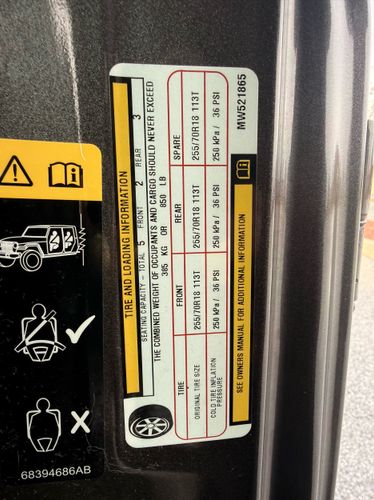 TIRE AND LOADING INFORMATION
SEATING CAPACITY - TOTAL 5 FRONT 2 REAR 3
THE COMBINED WEIGHT OF OCCUPANTS AND CARGO SHOULD NEVER EXCEED
385 KG OR 850 LB
TIRE FRONT REAR SPARE
ORIGINAL TIRE SIZE 255/70R18 113T 255/70R18 113T 255/70R18 113T
COLD TIRE INFLATION PRESSURE 250 kPa / 36 PSI 250 kPa / 36 PSI 250 kPa / 36 PSI
SEE OWNERS MANUAL FOR ADDITIONAL INFORMATION
MW521865
68394686AB